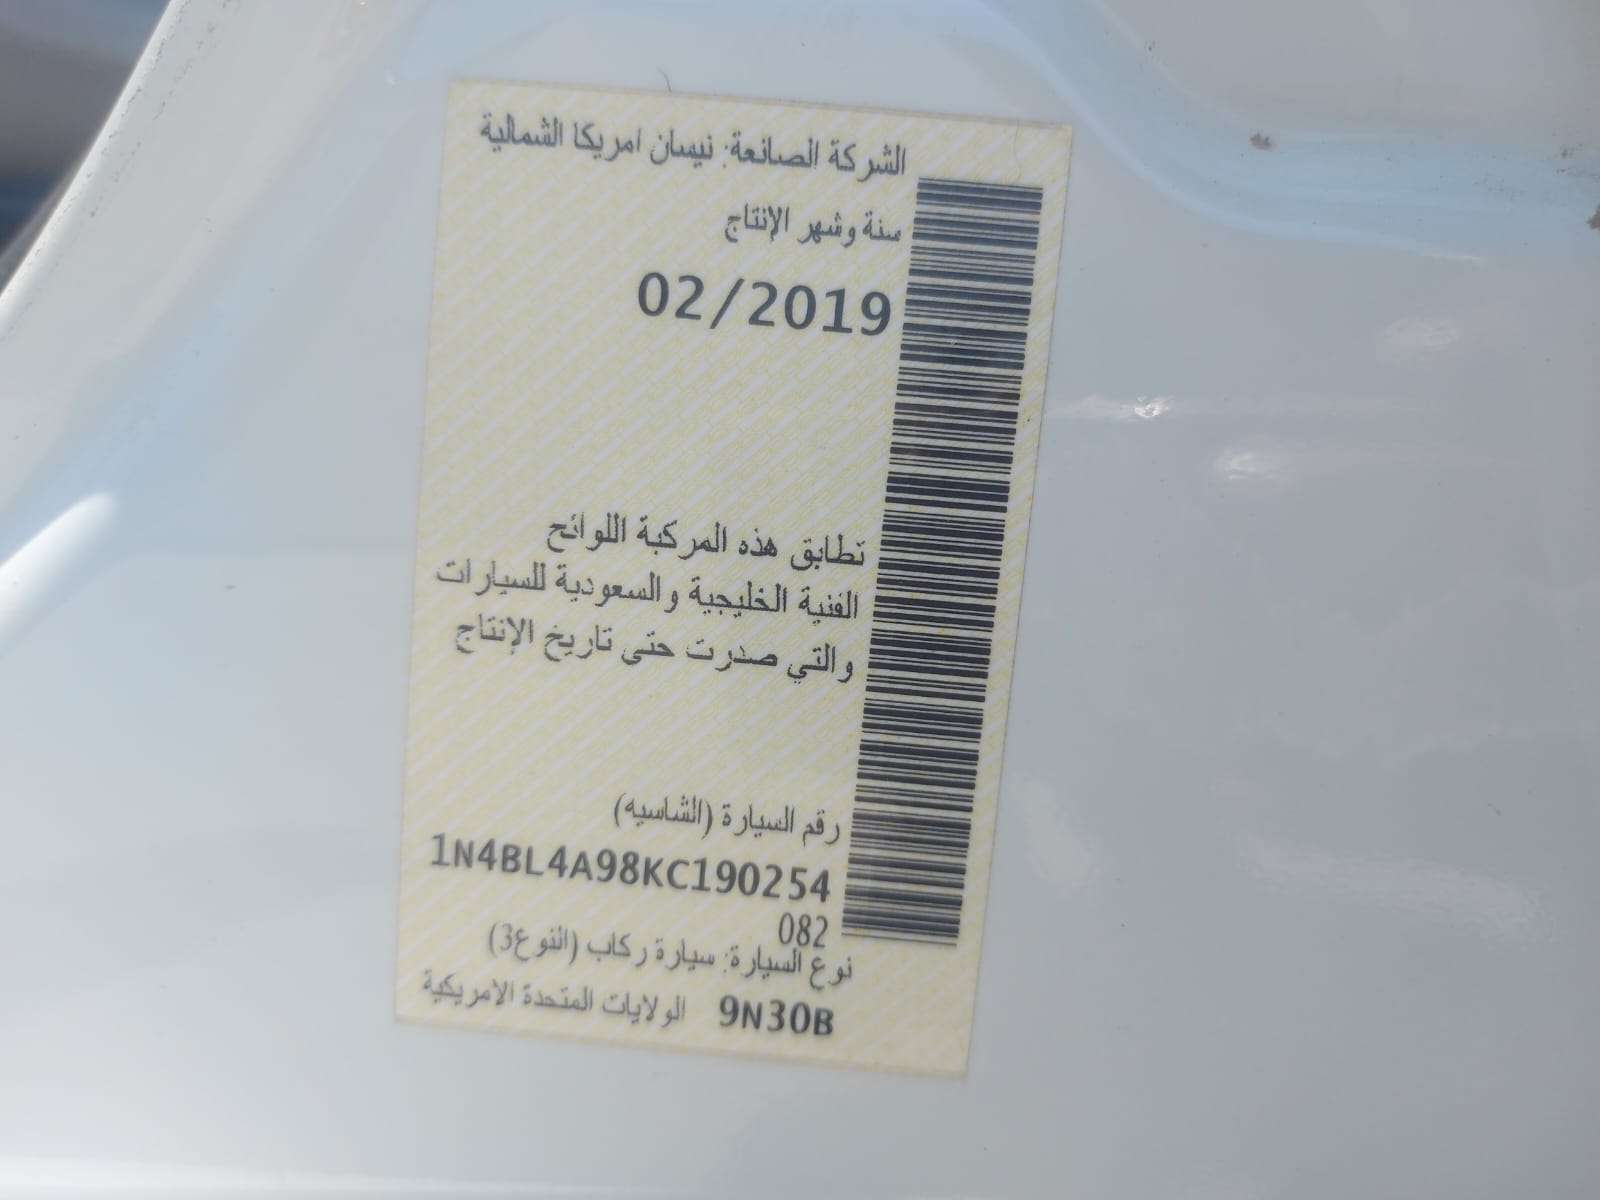 الشركة الصانعة: نيسان امريكا الشمالية
سنة وشهر الإنتاج
02/2019
تطابق هذه المركبة اللوائح
الفنية الخليجية والسعودية للسيارات
والتي صدرت حتى تاريخ الإنتاج
رقم السيارة (الشاسيه)
1N4BL4A98KC190254
082
نوع السيارة: سيارة ركاب (النوع3)
9N30B الولايات المتحدة الامريكية